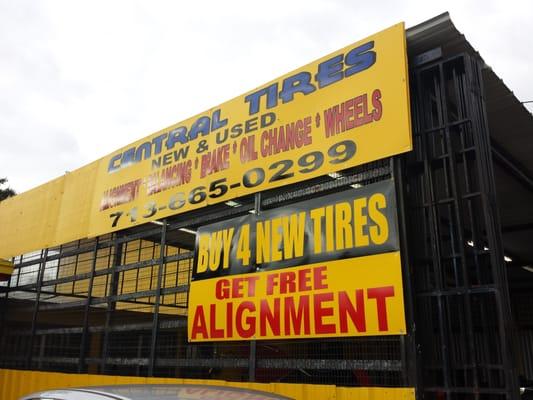 CENTRAL TIRES
NEW & USED
ALIGNMENT * BALANCING * BRAKE * OIL CHANGE * WHEELS
713-665-0299
BUY 4 NEW TIRES
GET FREE
ALIGNMENT